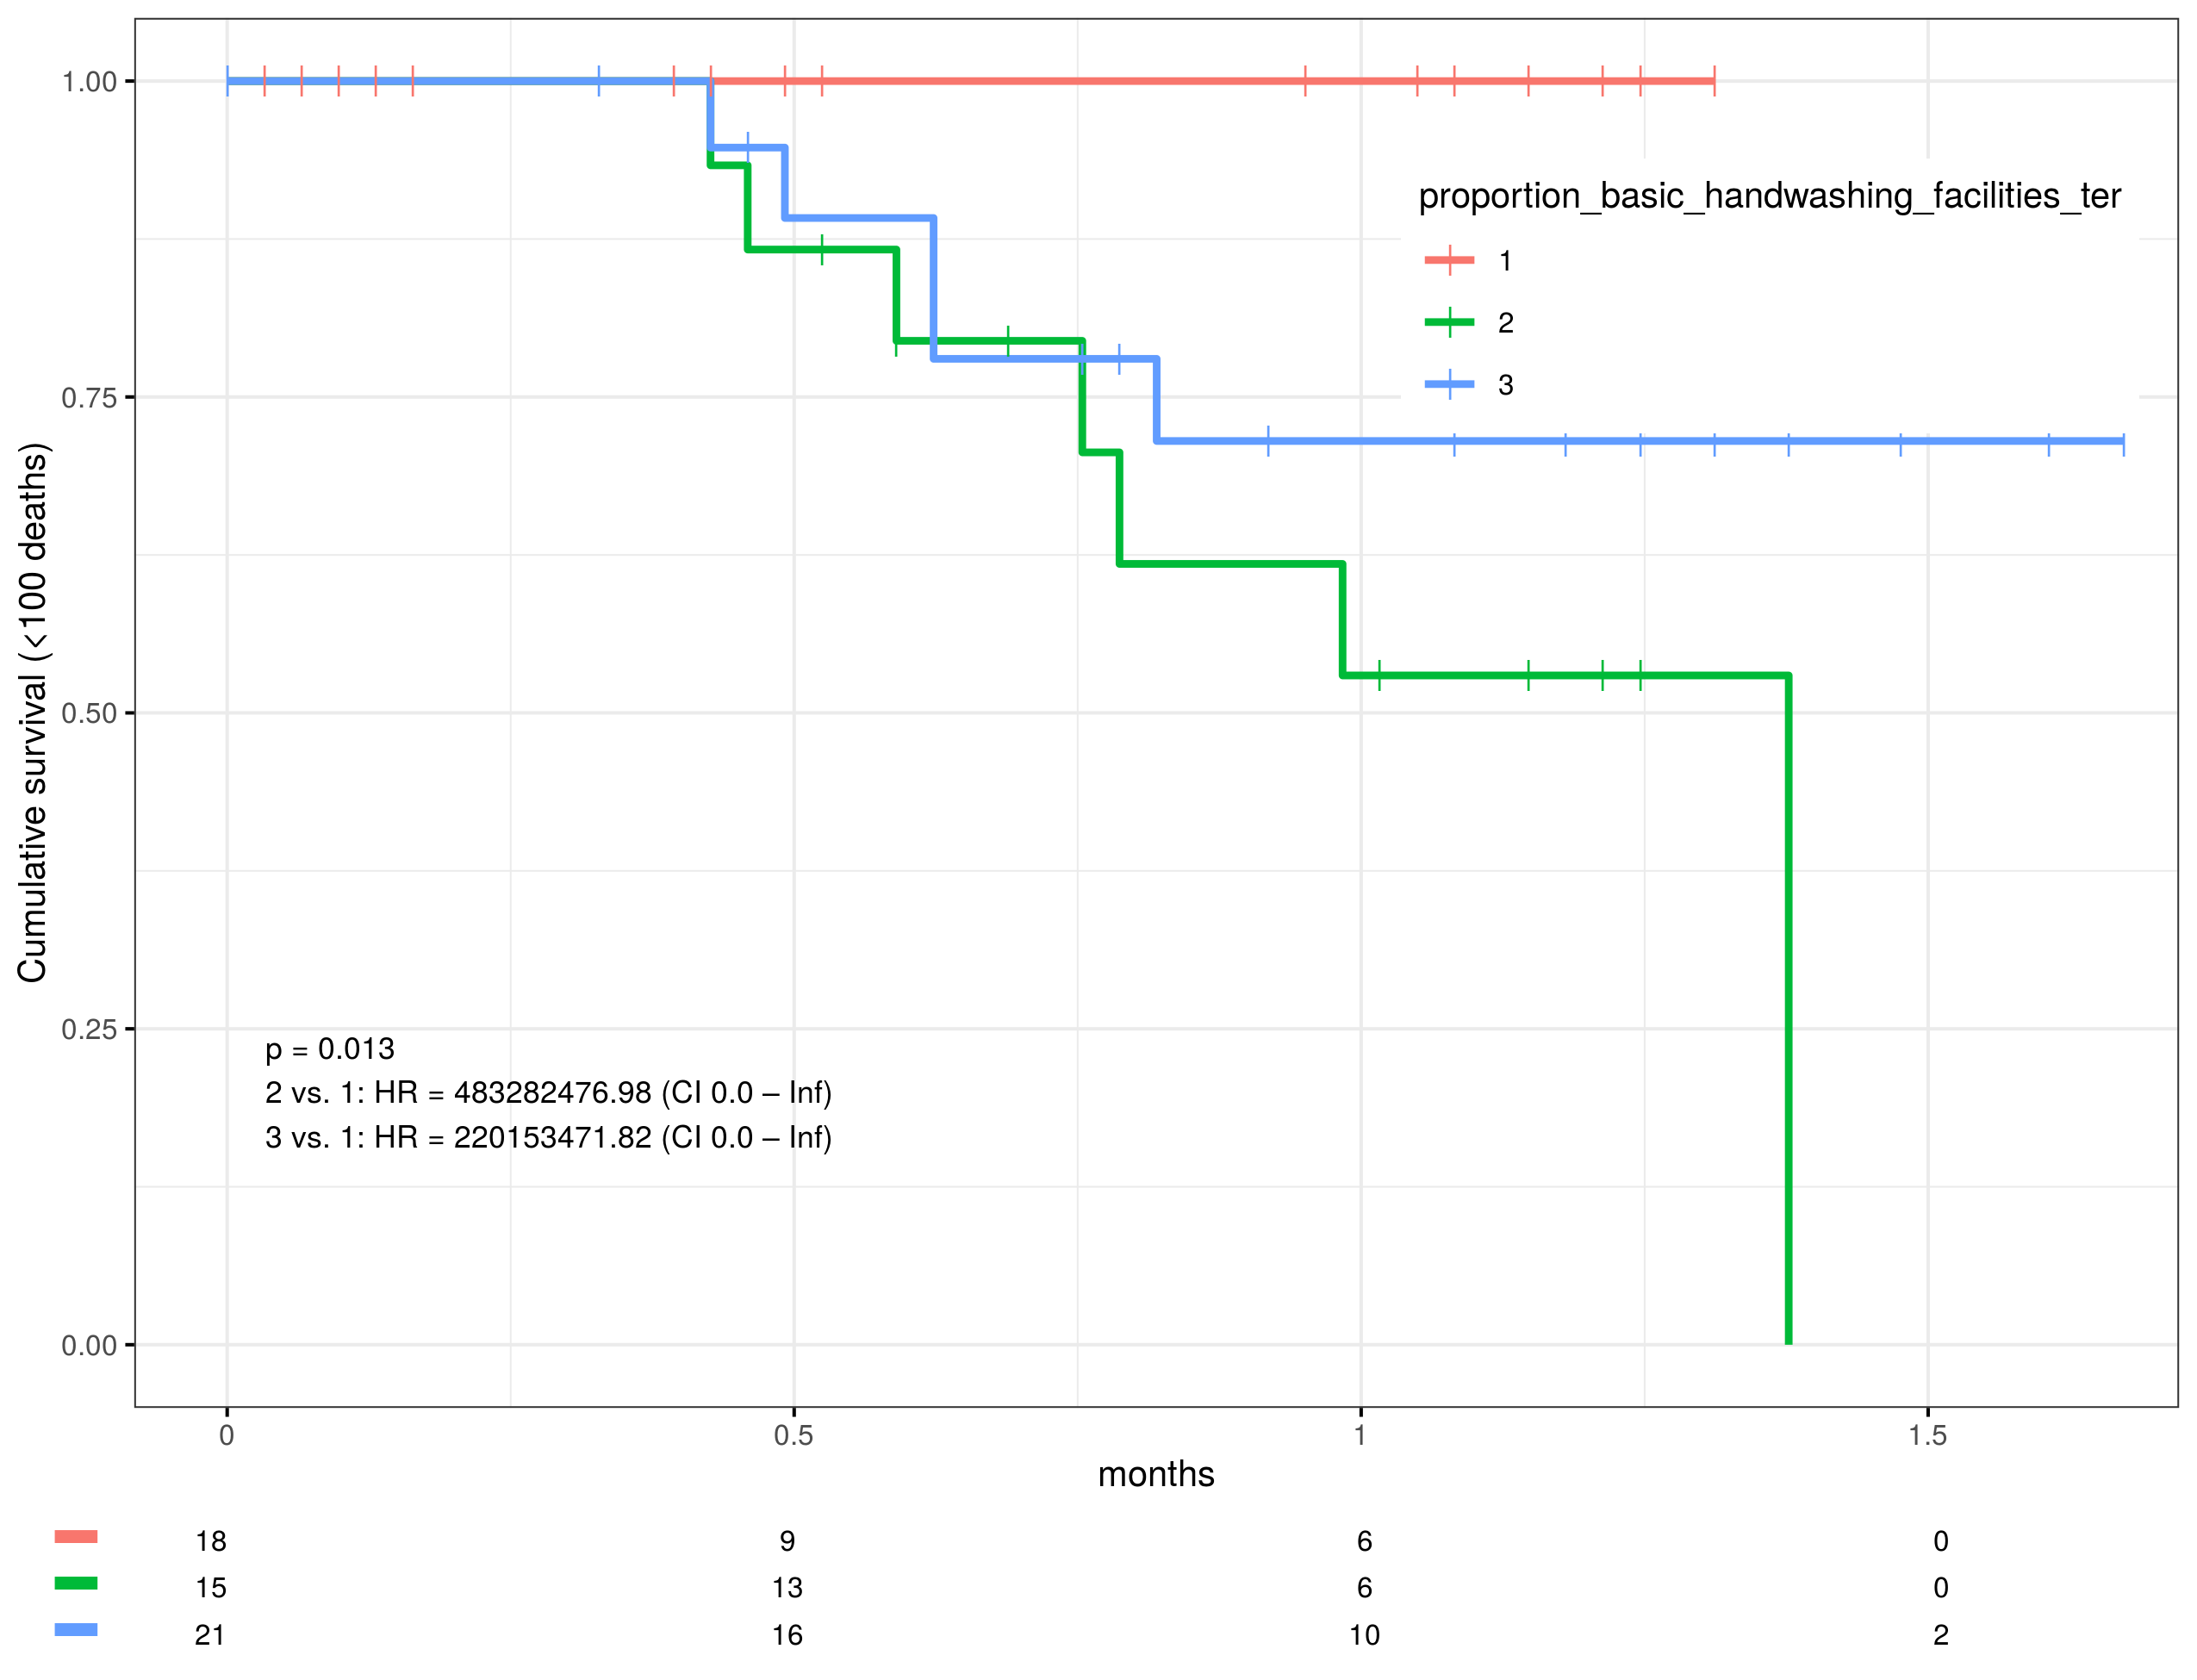 Cumulative survival (<100 deaths)
1.00
0.75
0.50
0.25
0.00
proportion_basic_handwashing_facilities_ter
1
2
3
p = 0.013
2 vs. 1: HR = 483282476.98 (CI 0.0 – Inf)
3 vs. 1: HR = 220153471.82 (CI 0.0 – Inf)
0 0.5 1 1.5
months
18 9 6 0
15 13 6 0
21 16 10 2